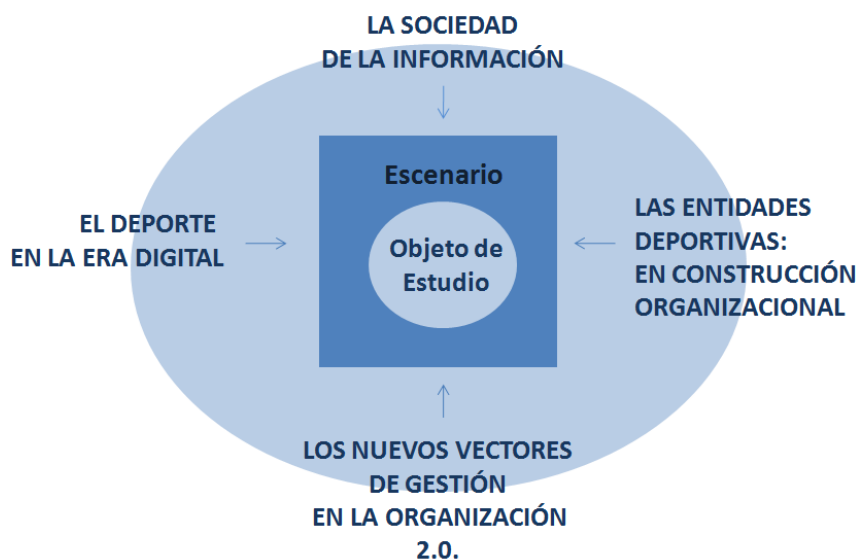 LA SOCIEDAD
DE LA INFORMACIÓN
Escenario
EL DEPORTE
EN LA ERA DIGITAL
Objeto de
Estudio
LAS ENTIDADES
DEPORTIVAS:
EN CONSTRUCCIÓN
ORGANIZACIONAL
LOS NUEVOS VECTORES
DE GESTIÓN
EN LA ORGANIZACIÓN
2.0.